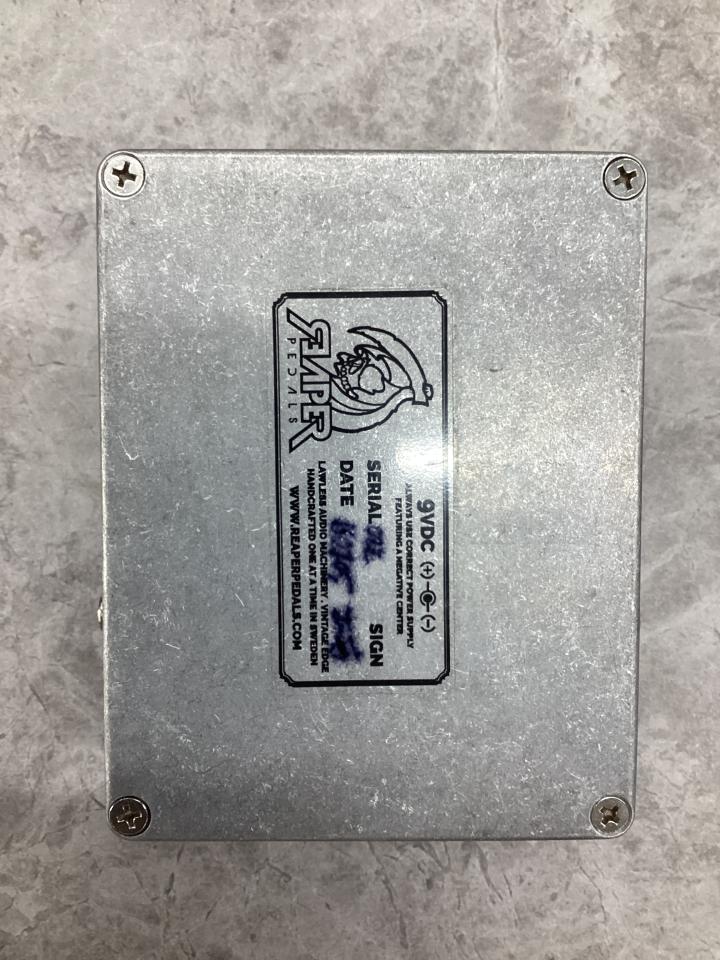 REAPER
PEDALS
9VDC (+) (-)
ALWAYS USE CORRECT POWER SUPPLY
FEATURING A NEGATIVE CENTER
SERIAL SIGN
DATE
LAWLESS AUDIO MACHINERY . VINTAGE EDGE
HANDCRAFTED ONE AT A TIME IN SWEDEN
WWW.REAPERPEDALS.COM